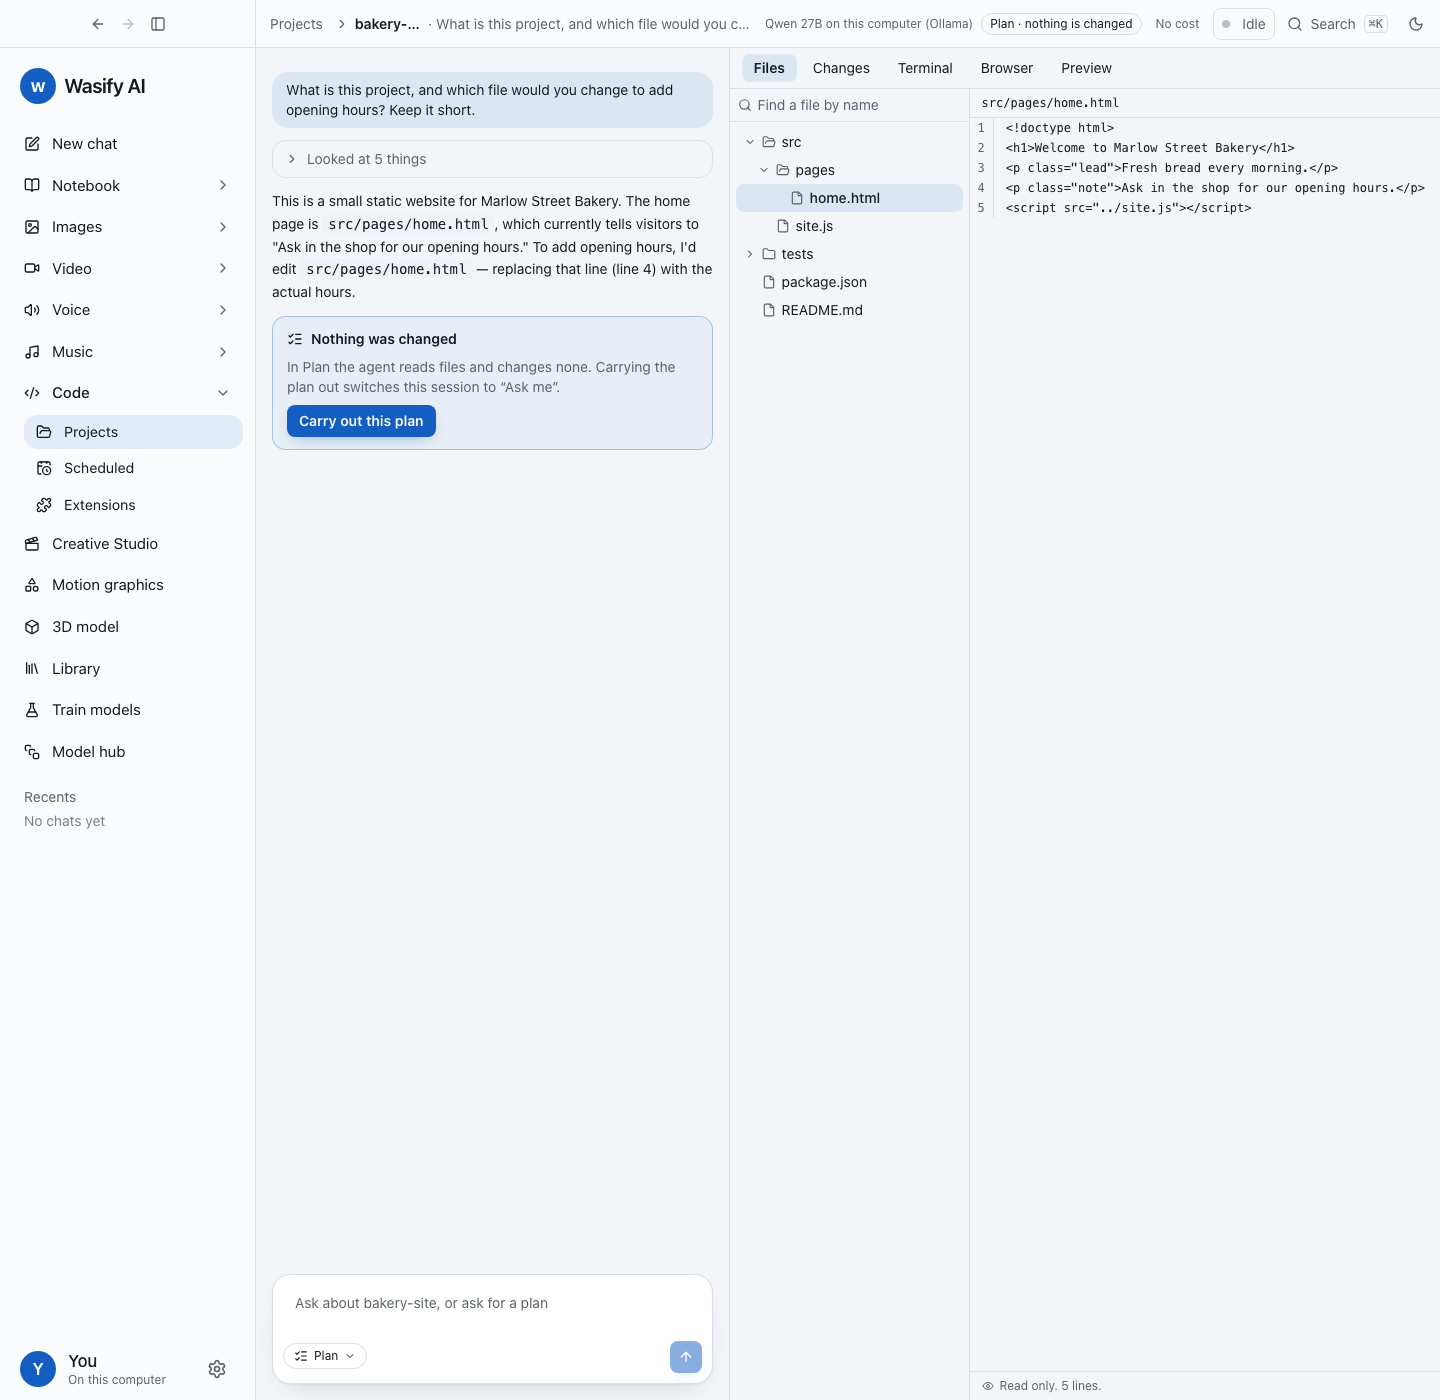 Projects
bakery-...
· What is this project, and which file would you c...
Qwen 27B on this computer (Ollama)
Plan · nothing is changed
No cost
Idle
Search
⌘K
W
Wasify AI
New chat
Notebook
Images
Video
Voice
Music
Code
Projects
Scheduled
Extensions
Creative Studio
Motion graphics
3D model
Library
Train models
Model hub
Recents
No chats yet
Y
You
On this computer
What is this project, and which file would you change to add
opening hours? Keep it short.
Looked at 5 things
This is a small static website for Marlow Street Bakery. The home
page is src/pages/home.html , which currently tells visitors to
"Ask in the shop for our opening hours." To add opening hours, I'd
edit src/pages/home.html — replacing that line (line 4) with the
actual hours.
Nothing was changed
In Plan the agent reads files and changes none. Carrying the
plan out switches this session to “Ask me”.
Carry out this plan
Ask about bakery-site, or ask for a plan
Plan
Files
Changes
Terminal
Browser
Preview
Find a file by name
src
pages
home.html
site.js
tests
package.json
README.md
src/pages/home.html
1 <!doctype html>
2 <h1>Welcome to Marlow Street Bakery</h1>
3 <p class="lead">Fresh bread every morning.</p>
4 <p class="note">Ask in the shop for our opening hours.</p>
5 <script src="../site.js"></script>
Read only. 5 lines.